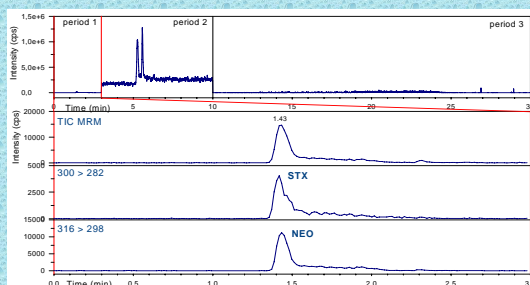 period 1
period 2
period 3
Intensity (cps)
1,5e+6
1,0e+6
5,0e+5
0,0
Time (min)
5
10
15
20
25
30
Intensity (cps)
20000
10000
0
TIC MRM
1.43
5000
2500
0
300 > 282
STX
15000
10000
5000
0
316 > 298
NEO
Time (min)
0.0
0.5
1.0
1.5
2.0
2.5